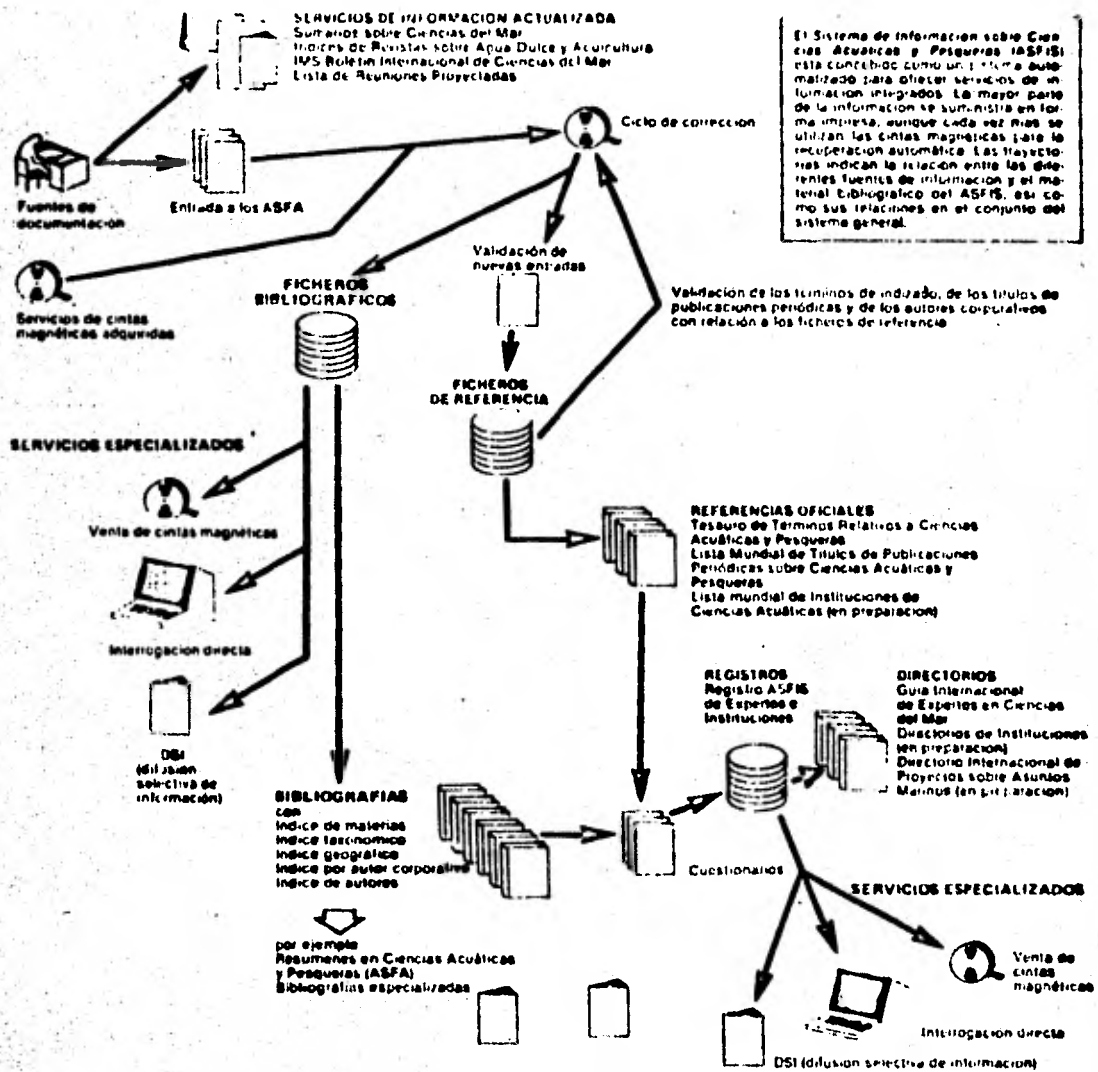 SERVICIOS DE INFORMACION ACTUALIZADA
Sumarios sobre Ciencias del Mar
Indices de Revistas sobre Agua Dulce y Acuicultura
IMS Boletin Internacional de Ciencias del Mar
Lista de Reuniones Proyectadas
El Sistema de Información sobre Cien
cias Acuáticas y Pesqueras (ASFIS)
está concebido como un sistema auto-
matizado para ofrecer servicios de in-
formación integrados. La mayor parte
de la información se suministra en for-
ma impresa, aunque cada vez más se
utilizan las cintas magnéticas para la
recuperación automática. Las trayecto-
rias indican la relación entre las dife-
rentes fuentes de información y el ma-
terial bibliográfico del ASFIS, así co-
mo sus relaciones en el conjunto del
sistema general.
Ciclo de corrección
Fuentes de
documentación
Entrada a los ASFA
Servicios de cintas
magnéticas adquiridas
FICHEROS
BIBLIOGRAFICOS
Validación de
nuevas entradas
Validación de los términos de indizado, de los títulos de
publicaciones periódicas y de los autores corporativos
con relación a los ficheros de referencia
FICHEROS
DE REFERENCIA
SERVICIOS ESPECIALIZADOS
Venta de cintas magnéticas
Interrogación directa
DSI
(difusión
selectiva de
información)
REFERENCIAS OFICIALES
Tesauro de Términos Relativos a Ciencias
Acuáticas y Pesqueras
Lista Mundial de Títulos de Publicaciones
Periódicas sobre Ciencias Acuáticas y
Pesqueras
Lista mundial de Instituciones de
Ciencias Acuáticas (en preparación)
REGISTROS
Registro ASFIS
de Expertos e
Instituciones
DIRECTORIOS
Guía Internacional
de Expertos en Ciencias
del Mar
Directorios de Instituciones
(en preparación)
Directorio Internacional de
Proyectos sobre Asuntos
Marinos (en preparación)
BIBLIOGRAFIAS
con
Indice de materias
Indice taxonómico
Indice geográfico
Indice por autor corporativo
Indice de autores
Cuestionarios
por ejemplo
Resúmenes en Ciencias Acuáticas
y Pesqueras (ASFA)
Bibliografías especializadas
SERVICIOS ESPECIALIZADOS
Venta de
cintas
magnéticas
Interrogación directa
DSI (difusión selectiva de información)